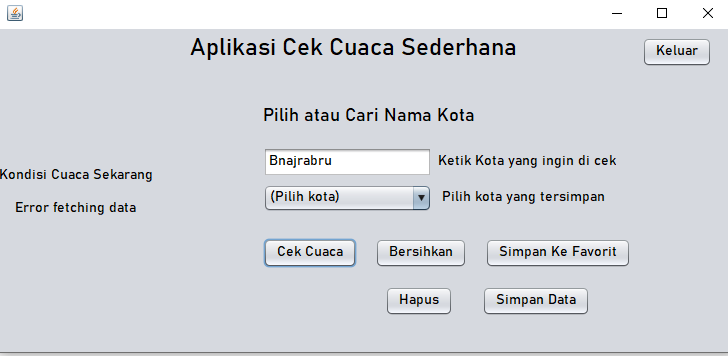 Aplikasi Cek Cuaca Sederhana
Keluar
Pilih atau Cari Nama Kota
Bnajrabru
Ketik Kota yang ingin di cek
Kondisi Cuaca Sekarang
(Pilih kota)
Pilih kota yang tersimpan
Error fetching data
Cek Cuaca
Bersihkan
Simpan Ke Favorit
Hapus
Simpan Data